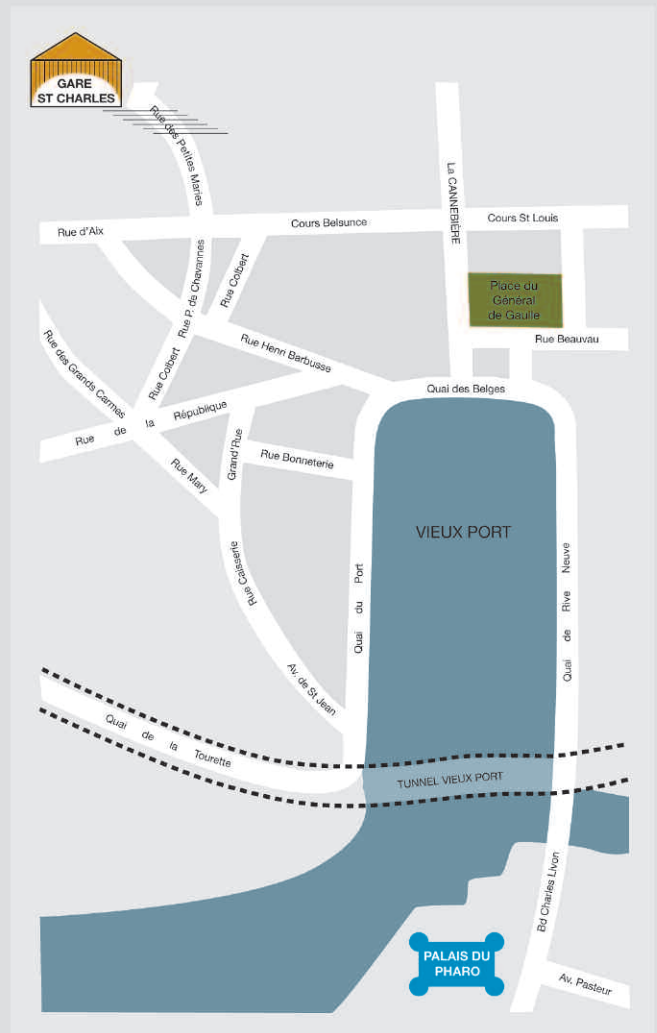 GARE
ST CHARLES
Rue des Petites Maries
La CANNEBIÈRE
Rue d'Aix
Cours Belsunce
Cours St Louis
Rue P. de Chavannes
Rue Colbert
Place du
Général
de Gaulle
Rue Henri Barbusse
Rue Beauvau
Rue des Grands Carmes
Rue Colbert
Quai des Belges
Rue de la République
Grand'Rue
Rue Bonneterie
Rue Mary
VIEUX PORT
Rue Caisserie
Quai du Port
Quai de Rive Neuve
Av. de St Jean
Quai de la Tourette
TUNNEL VIEUX PORT
Bd Charles Livon
PALAIS DU
PHARO
Av. Pasteur